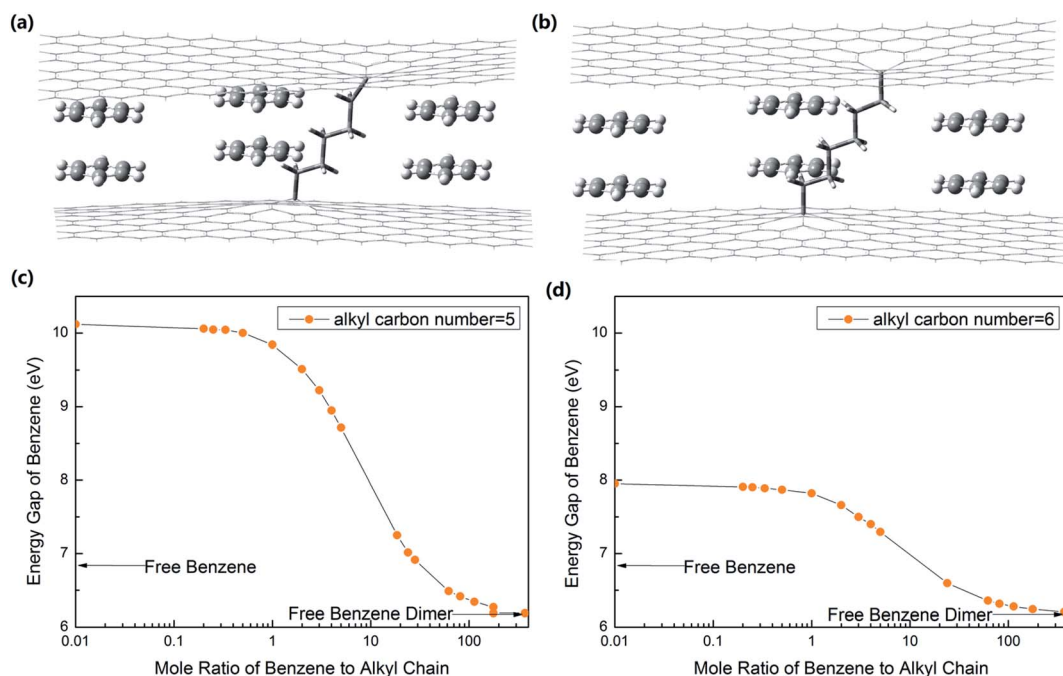 (a)
(b)
(c)
(d)
alkyl carbon number=5
alkyl carbon number=6
Energy Gap of Benzene (eV)
10
9
8
7
6
Free Benzene
Free Benzene Dimer
0.01
0.1
1
10
100
Mole Ratio of Benzene to Alkyl Chain
Energy Gap of Benzene (eV)
10
9
8
7
6
Free Benzene
Free Benzene Dimer
0.01
0.1
1
10
100
Mole Ratio of Benzene to Alkyl Chain